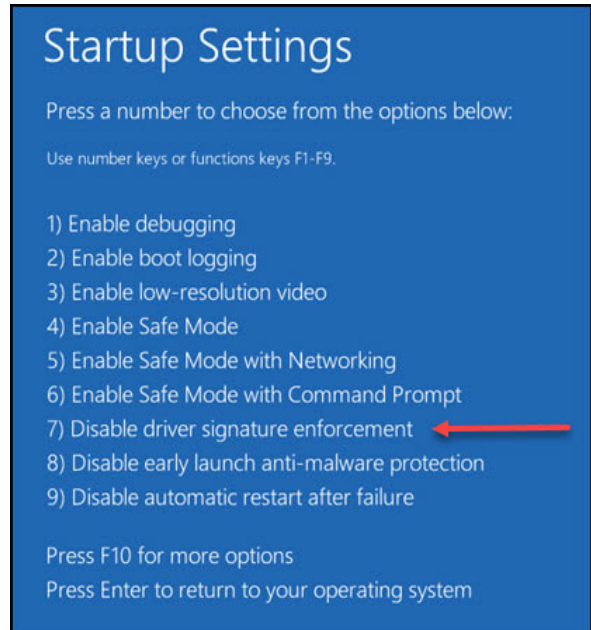 Startup Settings
Press a number to choose from the options below:
Use number keys or functions keys F1-F9.
1) Enable debugging
2) Enable boot logging
3) Enable low-resolution video
4) Enable Safe Mode
5) Enable Safe Mode with Networking
6) Enable Safe Mode with Command Prompt
7) Disable driver signature enforcement
8) Disable early launch anti-malware protection
9) Disable automatic restart after failure
Press F10 for more options
Press Enter to return to your operating system